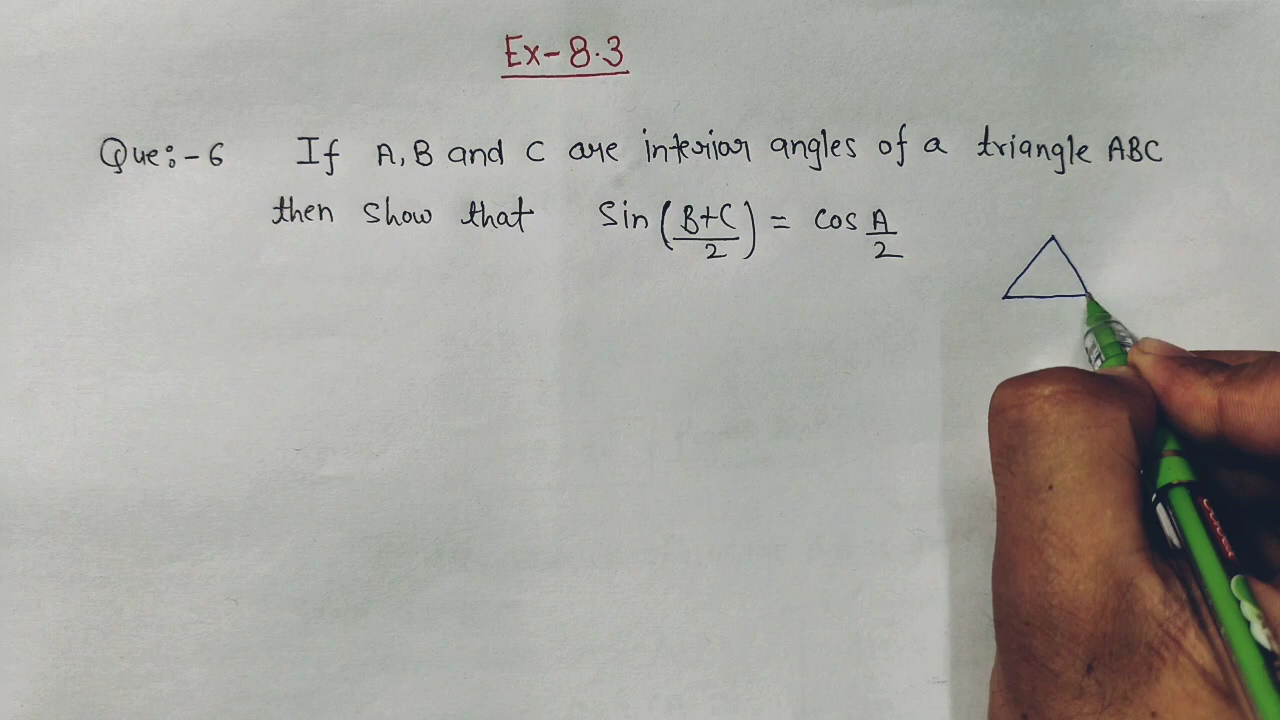 Ex-8.3
Que:-6 If A, B and C are interior angles of a triangle ABC
then show that Sin(B+C/2) = cos A/2